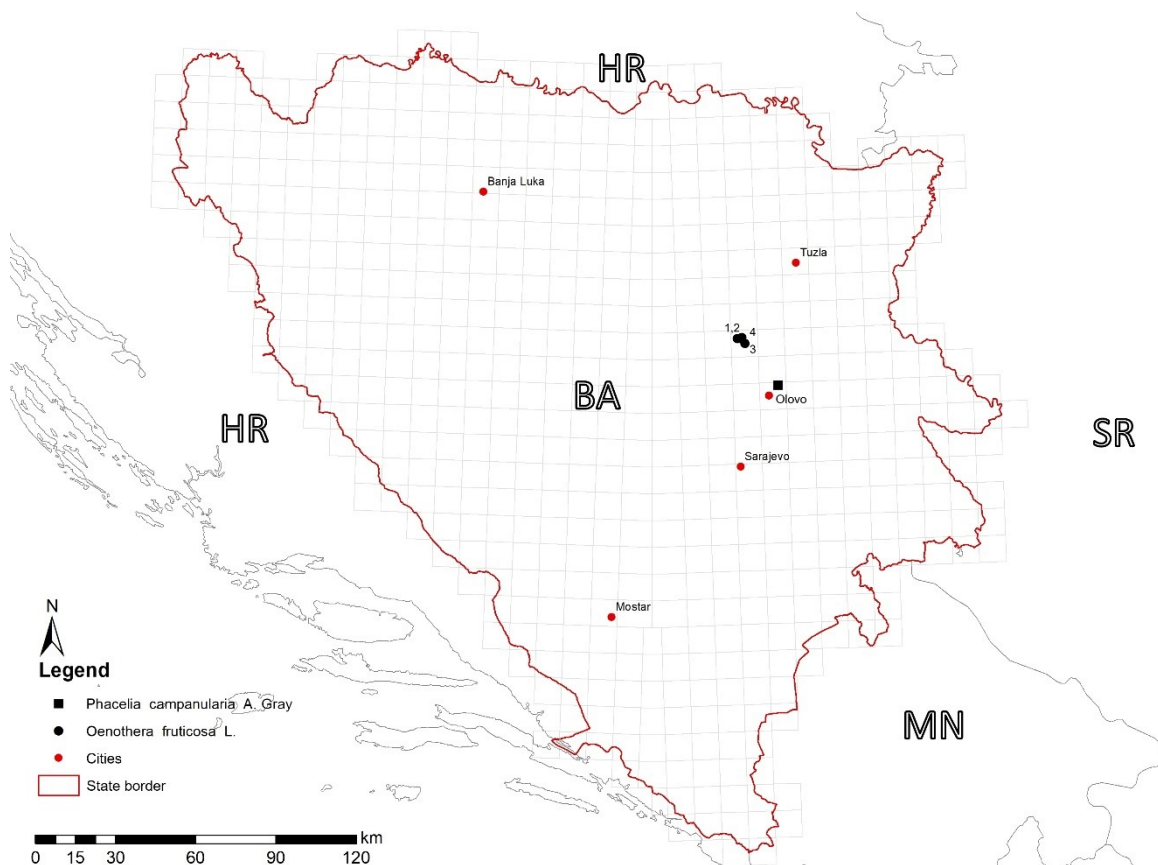 HR
Banja Luka
Tuzla
1,2
4
3
BA
Olovo
HR
SR
Sarajevo
Mostar
N
Legend
Phacelia campanularia A. Gray
Oenothera fruticosa L.
Cities
State border
MN
km
0 15 30 60 90 120